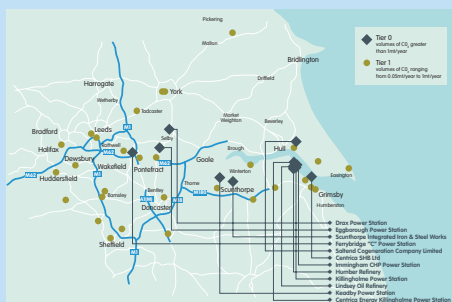 Pickering
Malton
Bridlington
Tier 0
volumes of CO2 greater
than 1mt/year
Tier 1
volumes of CO2 ranging
from 0.05mt/year to 1mt/year
Driffield
Harrogate
York
Wetherby
Tadcaster
Market
Weighton
Beverley
Bradford
Leeds
Selby
Halifax
Rothwell
Hull
Brough
Dewsbury
Wakefield
Pontefract
Goole
Easington
Huddersfield
Winterton
Thorne
Scunthorpe
Grimsby
Barnsley
Bentley
Doncaster
Humberston
Sheffield
Drax Power Station
Eggborough Power Station
Scunthorpe Integrated Iron & Steel Works
Ferrybridge "C" Power Station
Saltend Cogeneration Company Limited
Centrica SHB Ltd
Immingham CHP Power Station
Humber Refinery
Killingholme Power Station
Lindsey Oil Refinery
Keadby Power Station
Centrica Energy Killingholme Power Station